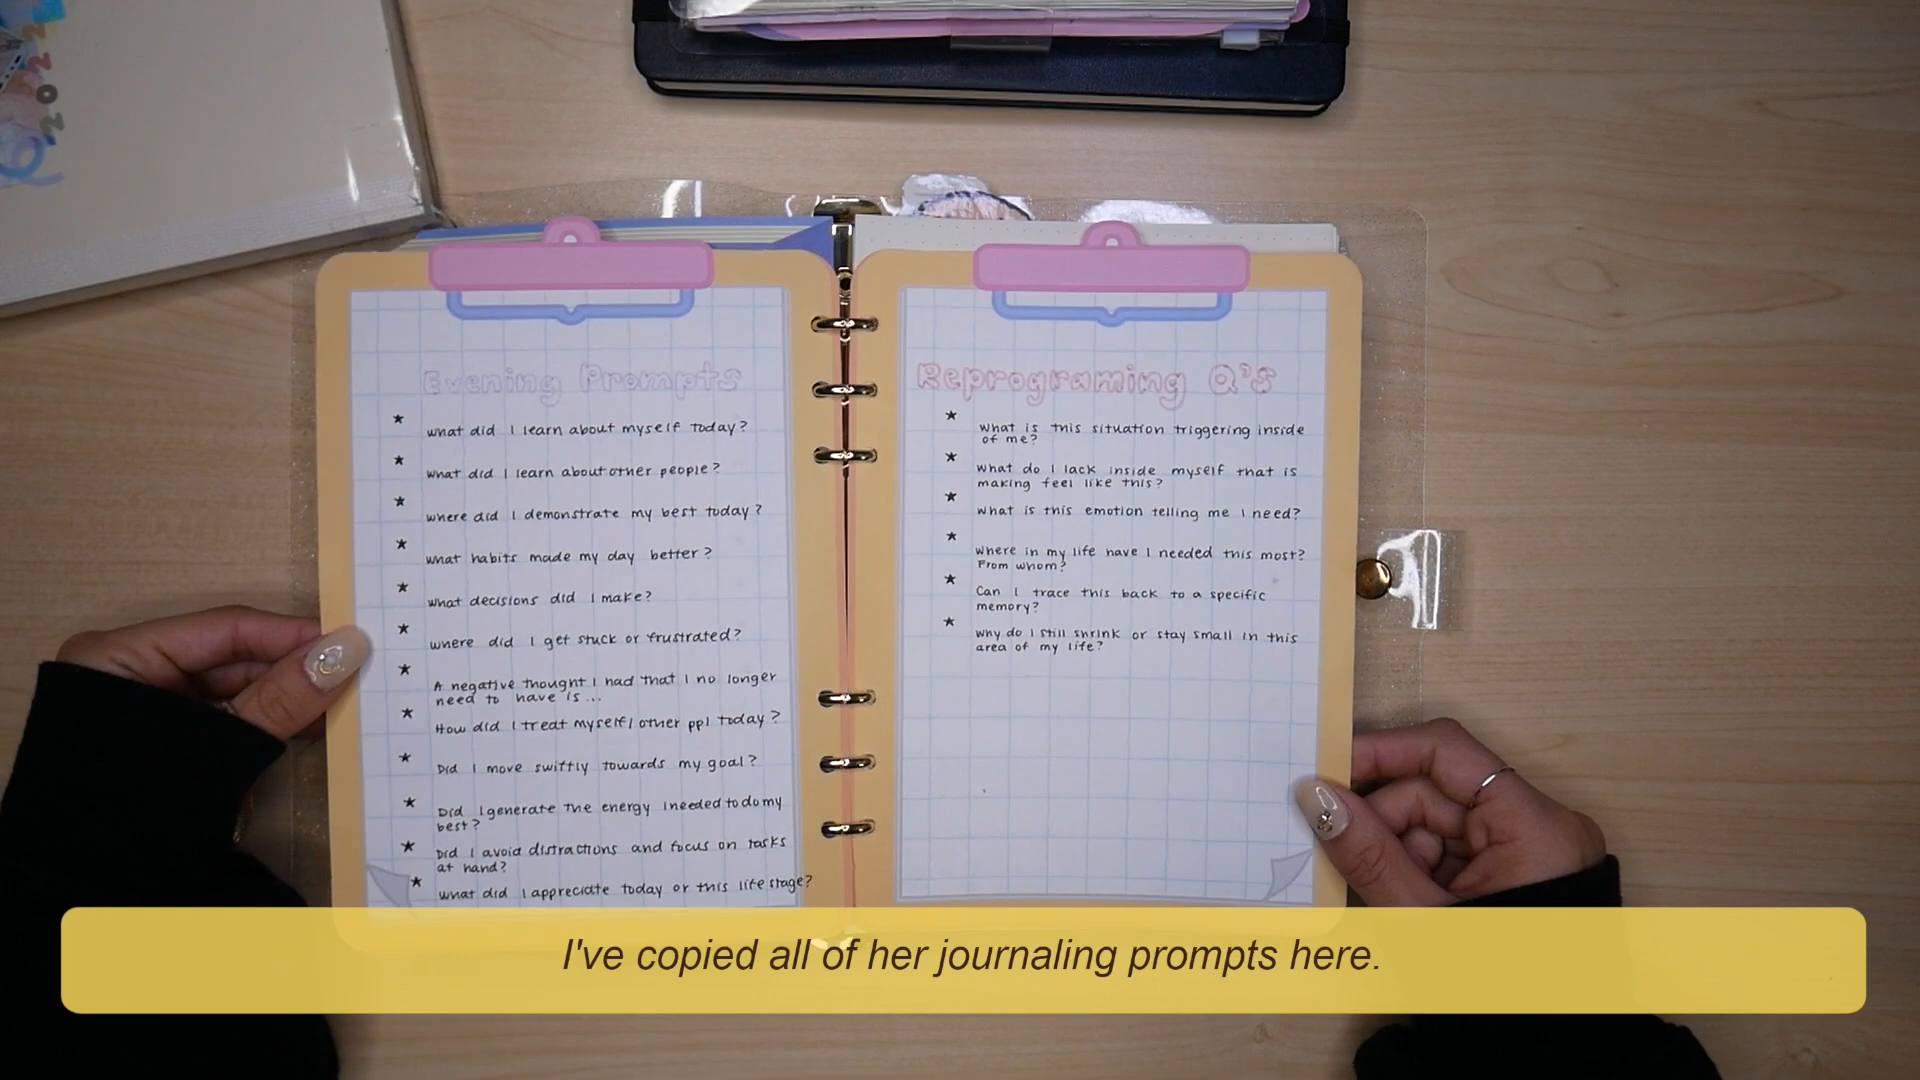 2022
Evening Prompts
★ what did I learn about myself today?
★ what did I learn about other people?
★ where did I demonstrate my best today?
★ what habits made my day better?
★ what decisions did I make?
★ where did I get stuck or frustrated?
★ A negative thought I had that I no longer
need to have is...
★ How did I treat myself/other ppl today?
★ Did I move swiftly towards my goal?
★ Did I generate the energy I needed to do my
best?
★ Did I avoid distractions and focus on tasks
at hand?
★ what did I appreciate today or this life stage?
Reprograming Q's
★ What is this situation triggering inside
of me?
★ what do I lack inside myself that is
making feel like this?
★ what is this emotion telling me I need?
★ where in my life have I needed this most?
From whom?
★ Can I trace this back to a specific
memory?
★ why do I still shrink or stay small in this
area of my life?
I've copied all of her journaling prompts here.